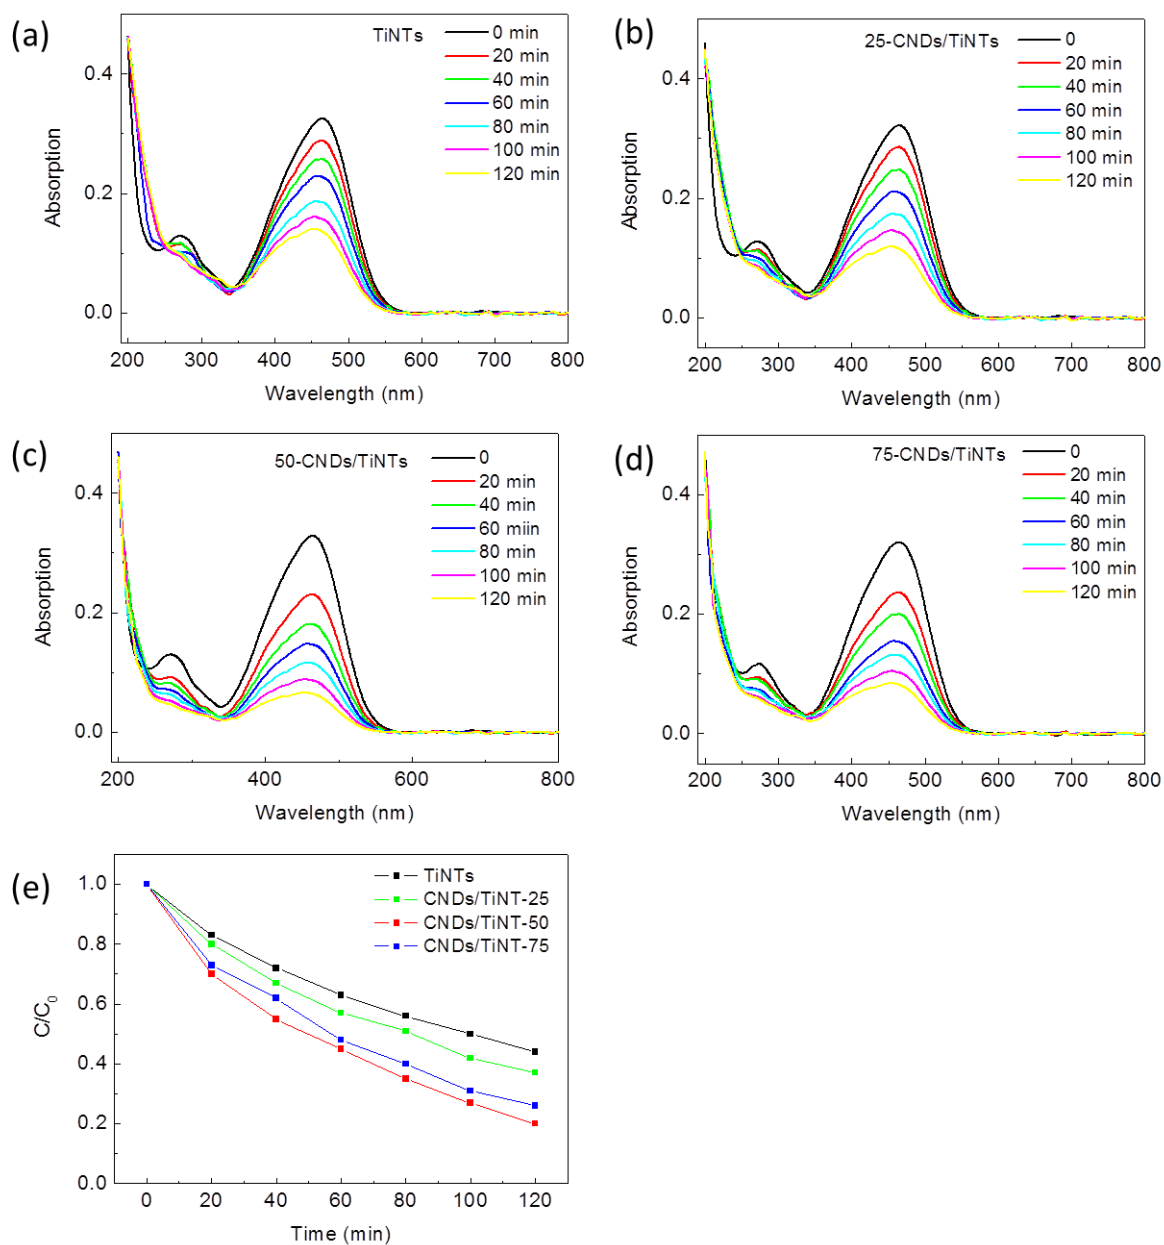 (a)
TiNTs
0 min
20 min
40 min
60 min
80 min
100 min
120 min
0.4
0.2
0.0
Absorption
200 300 400 500 600 700 800
Wavelength (nm)
(b)
25-CNDs/TiNTs
0
20 min
40 min
60 min
80 min
100 min
120 min
0.4
0.2
0.0
Absorption
200 300 400 500 600 700 800
Wavelength (nm)
(c)
50-CNDs/TiNTs
0
20 min
40 min
60 miin
80 min
100 min
120 min
0.4
0.2
0.0
Absorption
200 400 600 800
Wavelength (nm)
(d)
75-CNDs/TiNTs
0
20 min
40 min
60 min
80 min
100 min
120 min
0.4
0.2
0.0
Absorption
200 300 400 500 600 700 800
Wavelength (nm)
(e)
TiNTs
CNDs/TiNT-25
CNDs/TiNT-50
CNDs/TiNT-75
1.0
0.8
0.6
0.4
0.2
0.0
C/C0
0 20 40 60 80 100 120
Time (min)